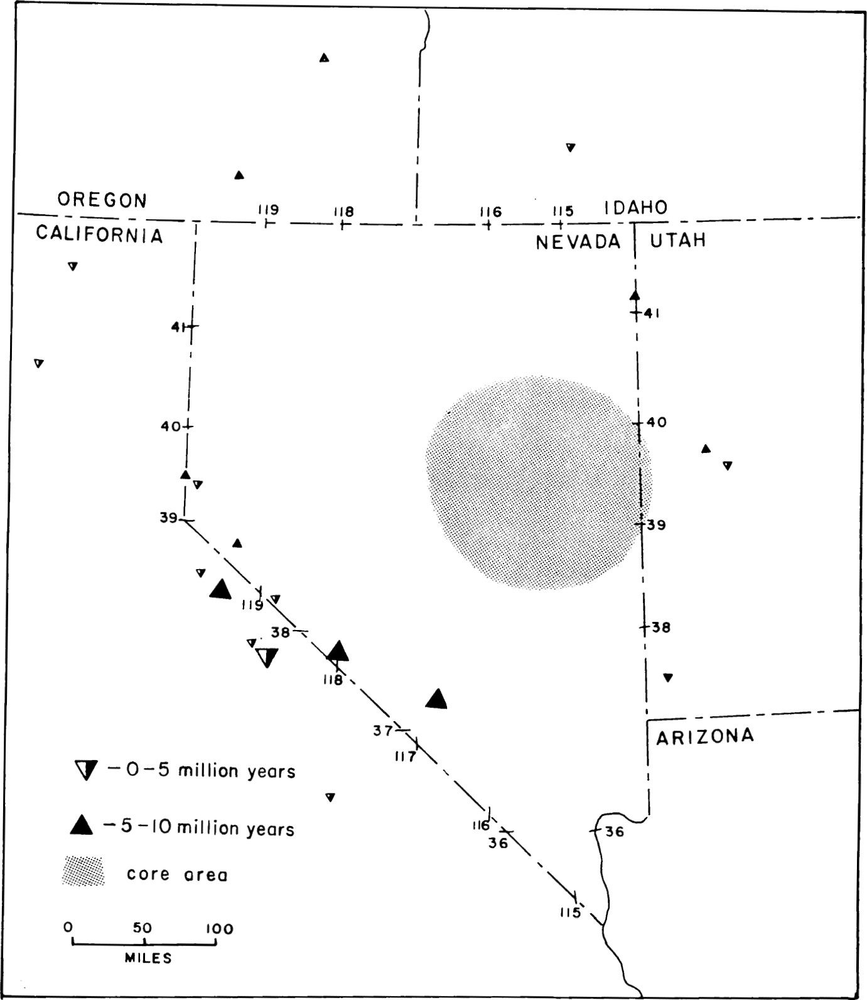 OREGON
119
118
116
115
IDAHO
CALIFORNIA
NEVADA
UTAH
41
41
40
40
39
39
119
38
38
118
37
117
ARIZONA
-0-5 million years
-5-10 million years
116
36
36
core area
115
0 50 100
MILES